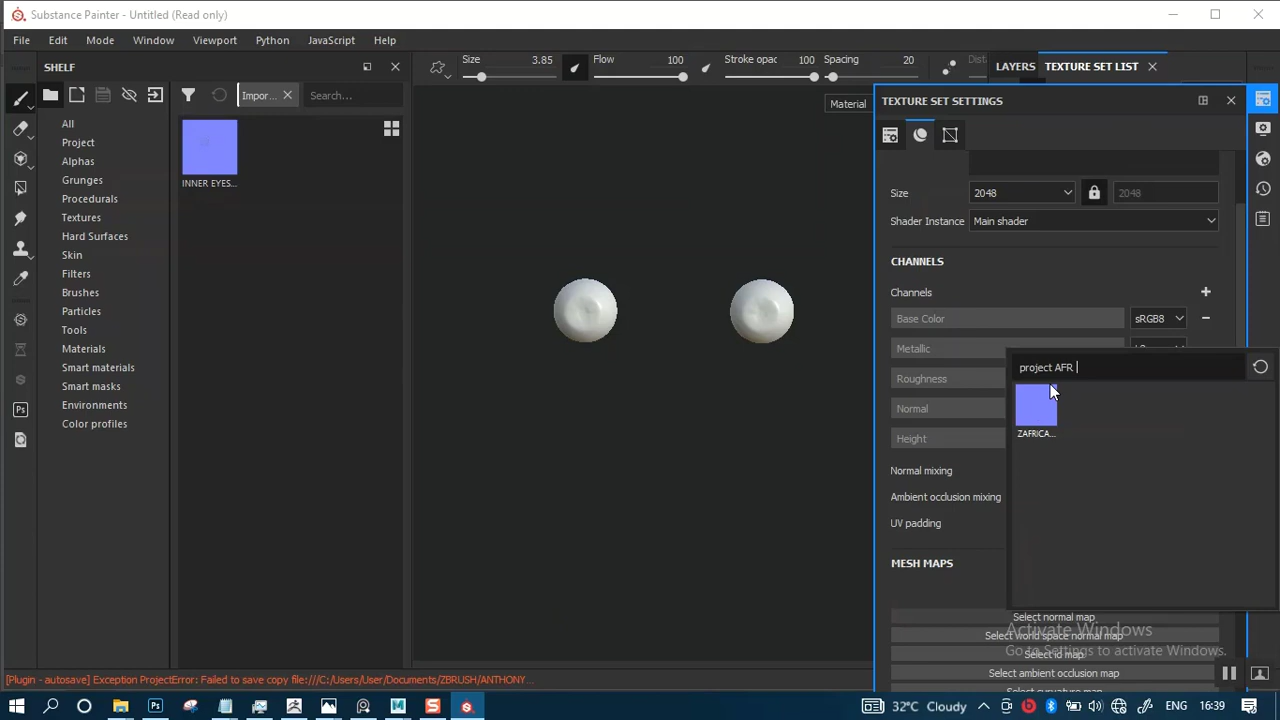 Substance Painter - Untitled (Read only)
File Edit Mode Window Viewport Python JavaScript Help
SHELF
Size 3.85
Flow 100
Stroke opac 100
Spacing 20
Dist
LAYERS
TEXTURE SET LIST
Impor...
Search...
Material
TEXTURE SET SETTINGS
All
Project
Alphas
Grunges
Procedurals
Textures
Hard Surfaces
Skin
Filters
Brushes
Particles
Tools
Materials
Smart materials
Smart masks
Environments
Color profiles
INNER EYES...
Size 2048 2048
Shader Instance Main shader
CHANNELS
Channels
Base Color sRGB8
Metallic
Roughness
Normal
Height
project AFR
ZAFRICA...
Normal mixing
Ambient occlusion mixing
UV padding
MESH MAPS
Select normal map
Select world space normal map
Select id map
Select ambient occlusion map
Select curvature map
Activate Windows
Go to Settings to activate Windows.
[Plugin - autosave] Exception ProjectError: Failed to save copy file:///C:/Users/User/Documents/ZBRUSH/ANTHONY...
Ps
32°C Cloudy
ENG
16:39